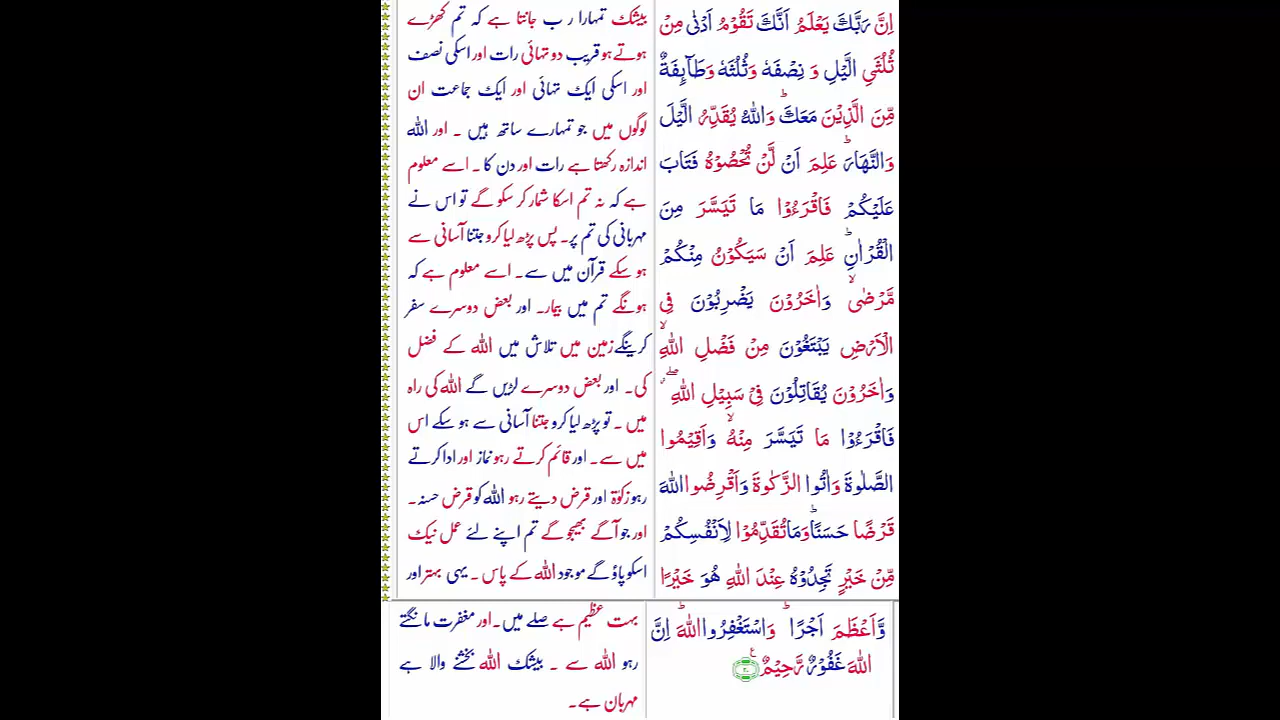 اِنَّ رَبَّكَ يَعْلَمُ اَنَّكَ تَقُوْمُ اَدْنٰى مِنْ
ثُلُثَىِ الَّيْلِ وَ نِصْفَهٗ وَثُلُثَهٗ وَطَآىِٕفَةٌ
مِّنَ الَّذِيْنَ مَعَكَ ؕ وَاللّٰهُ يُقَدِّرُ الَّيْلَ
وَالنَّهَارَ ؕ عَلِمَ اَنْ لَّنْ تُحْصُوْهُ فَتَابَ
عَلَيْكُمْ فَاقْرَءُوْا مَا تَيَسَّرَ مِنَ
الْقُرْاٰنِ ؕ عَلِمَ اَنْ سَيَكُوْنُ مِنْكُمْ
مَّرْضٰى ۙ وَاٰخَرُوْنَ يَضْرِبُوْنَ فِى
الْاَرْضِ يَبْتَغُوْنَ مِنْ فَضْلِ اللّٰهِ ۙ
وَاٰخَرُوْنَ يُقَاتِلُوْنَ فِىْ سَبِيْلِ اللّٰهِ ۖ
فَاقْرَءُوْا مَا تَيَسَّرَ مِنْهُ ۙ وَاَقِيْمُوا
الصَّلٰوةَ وَاٰتُوا الزَّكٰوةَ وَاَقْرِضُوا اللّٰهَ
قَرْضًا حَسَنًا ؕ وَمَا تُقَدِّمُوْا لِاَنْفُسِكُمْ
مِّنْ خَيْرٍ تَجِدُوْهُ عِنْدَ اللّٰهِ هُوَ خَيْرًا
وَّاَعْظَمَ اَجْرًا ؕ وَاسْتَغْفِرُوا اللّٰهَ ؕ اِنَّ
اللّٰهَ غَفُوْرٌ رَّحِيْمٌ ۝۲۰
بیشک تمہارا رب جانتا ہے کہ تم کھڑے
ہوتے ہو قریب دو تہائی رات اور اسکی نصف
اور اسکی ایک تہائی اور ایک جماعت ان
لوگوں میں جو تمہارے ساتھ ہیں ۔ اور اللہ
اندازہ رکھتا ہے رات اور دن کا ۔ اسے معلوم
ہے کہ نہ تم اسکا شمار کر سکو گے تو اس نے
مہربانی کی تم پر۔ پس پڑھ لیا کرو جتنا آسانی سے
ہو سکے قرآن میں سے۔ اسے معلوم ہے کہ
ہونگے تم میں بیمار۔ اور بعض دوسرے سفر
کرینگے زمین میں تلاش میں اللہ کے فضل
کی۔ اور بعض دوسرے لڑیں گے اللہ کی راہ
میں ۔ تو پڑھ لیا کرو جتنا آسانی سے ہو سکے اس
میں سے۔ اور قائم کرتے رہو نماز اور ادا کرتے
رہو زکوٰۃ اور قرض دیتے رہو اللہ کو قرض حسنہ۔
اور جو آگے بھیجو گے تم اپنے لئے عمل نیک
اسکو پاؤ گے موجود اللہ کے پاس ۔ یہی بہتر اور
بہت عظیم ہے صلے میں۔اور مغفرت مانگتے
رہو اللہ سے ۔ بیشک اللہ بخشنے والا ہے
مہربان ہے۔